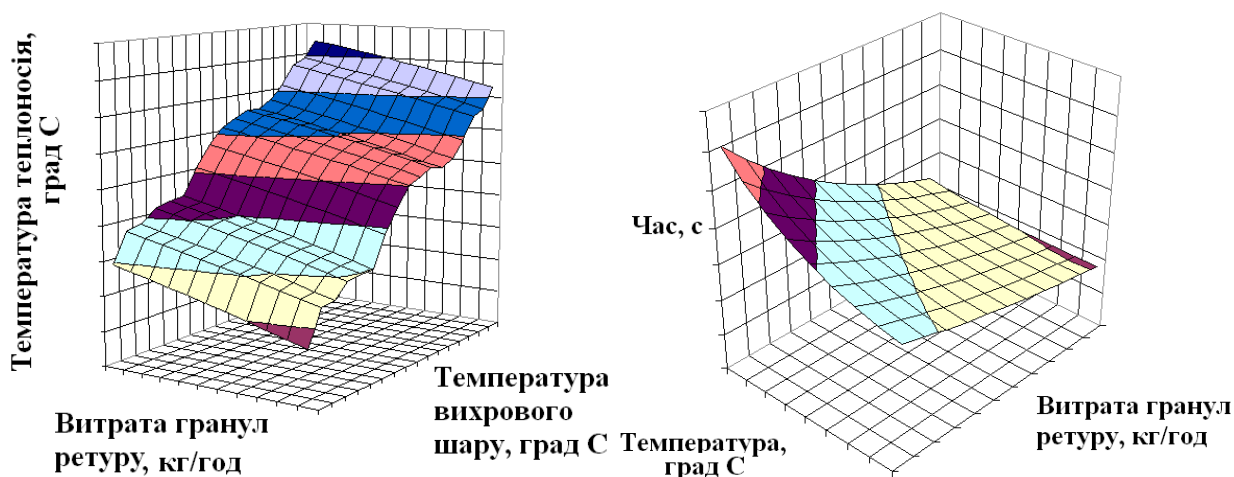 Температура теплоносія,
град С
Витрата гранул
ретуру, кг/год
Температура
вихрового
шару, град С
Час, с
Температура,
град С
Витрата гранул
ретуру, кг/год